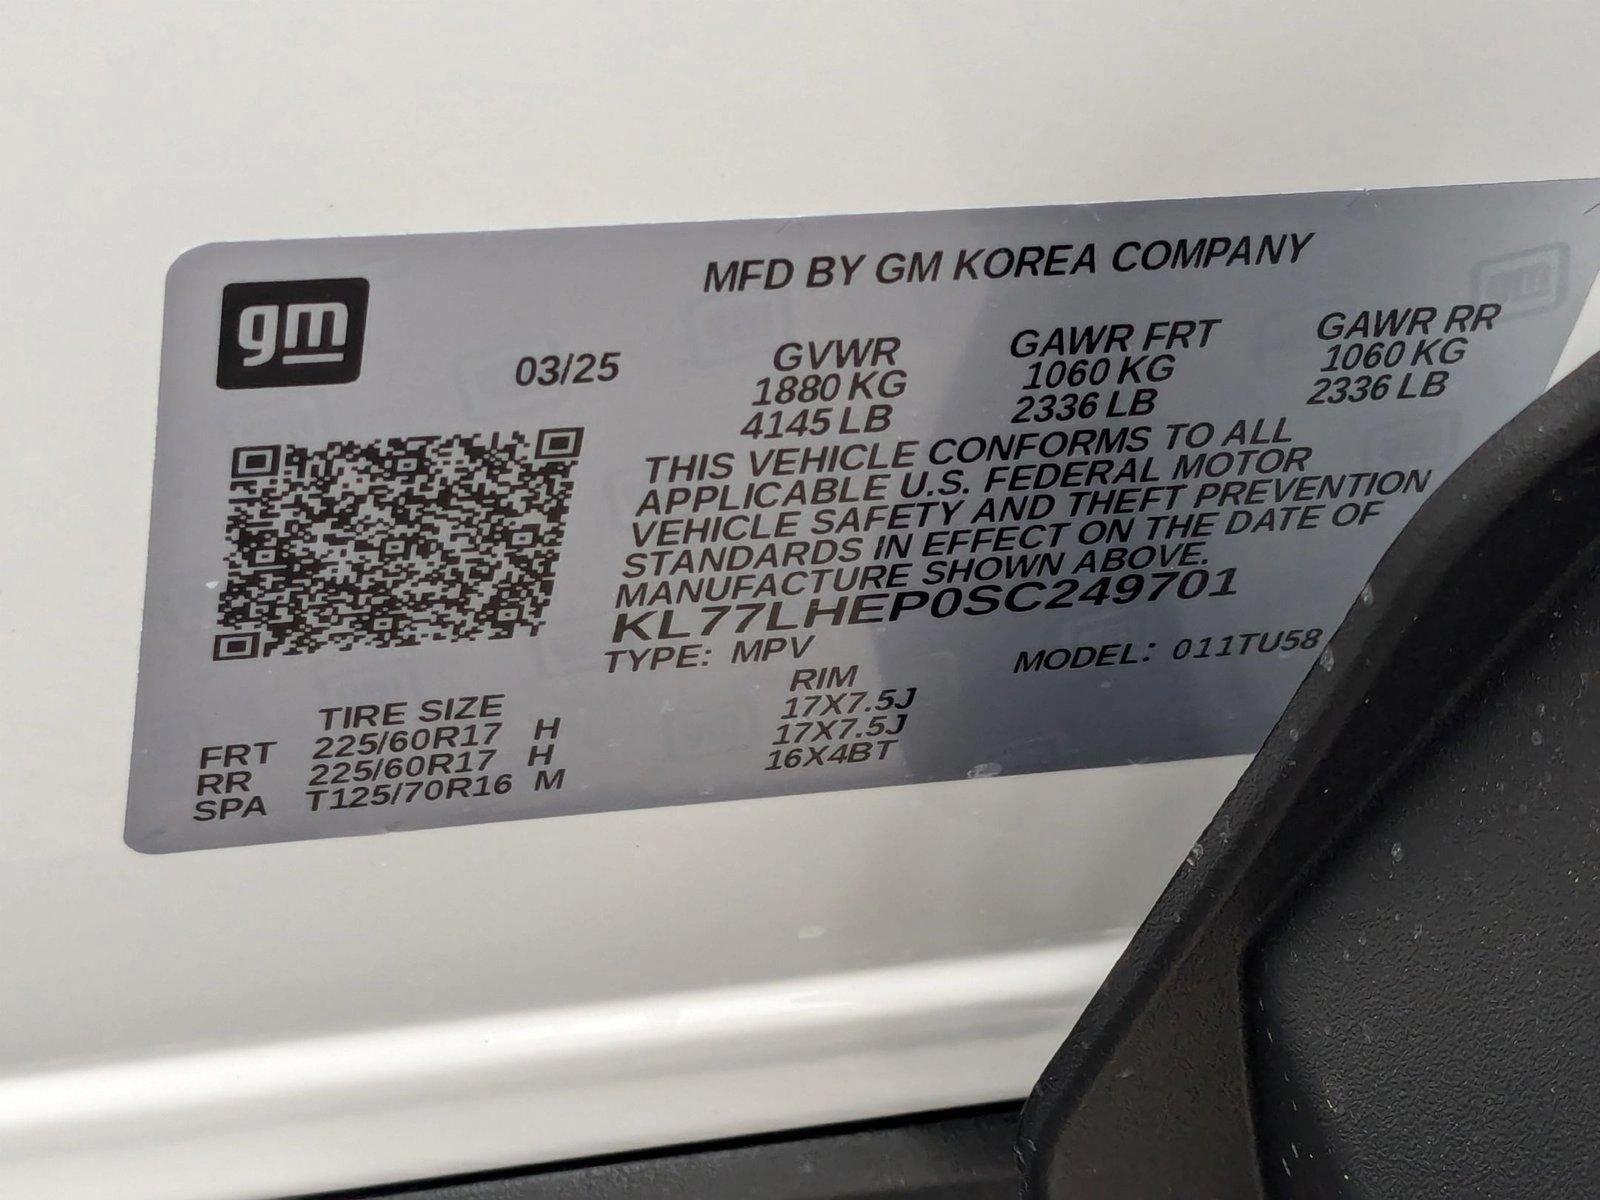 gm
MFD BY GM KOREA COMPANY
03/25
GVWR GAWR FRT GAWR RR
1880 KG 1060 KG 1060 KG
4145 LB 2336 LB 2336 LB
THIS VEHICLE CONFORMS TO ALL
APPLICABLE U.S. FEDERAL MOTOR
VEHICLE SAFETY AND THEFT PREVENTION
STANDARDS IN EFFECT ON THE DATE OF
MANUFACTURE SHOWN ABOVE.
KL77LHEP0SC249701
TYPE: MPV MODEL: 011TU58
TIRE SIZE RIM
FRT 225/60R17 H 17X7.5J
RR 225/60R17 H 17X7.5J
SPA T125/70R16 M 16X4BT